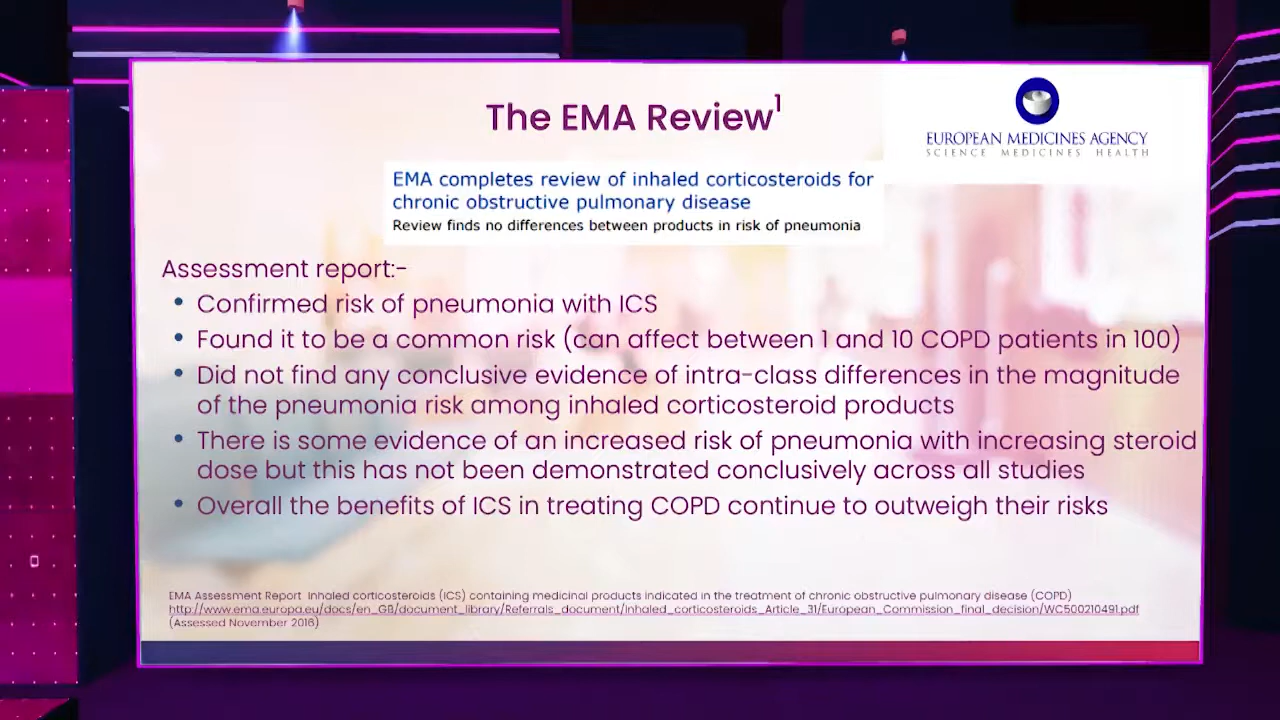 The EMA Review¹
EUROPEAN MEDICINES AGENCY
SCIENCE MEDICINES HEALTH
EMA completes review of inhaled corticosteroids for
chronic obstructive pulmonary disease
Review finds no differences between products in risk of pneumonia
Assessment report:-
• Confirmed risk of pneumonia with ICS
• Found it to be a common risk (can affect between 1 and 10 COPD patients in 100)
• Did not find any conclusive evidence of intra-class differences in the magnitude
of the pneumonia risk among inhaled corticosteroid products
• There is some evidence of an increased risk of pneumonia with increasing steroid
dose but this has not been demonstrated conclusively across all studies
• Overall the benefits of ICS in treating COPD continue to outweigh their risks
EMA Assessment Report Inhaled corticosteroids (ICS) containing medicinal products indicated in the treatment of chronic obstructive pulmonary disease (COPD)
http://www.ema.europa.eu/docs/en_GB/document_library/Referrals_document/Inhaled_corticosteroids_Article_31/European_Commission_final_decision/WC500210491.pdf
(Assessed November 2016)